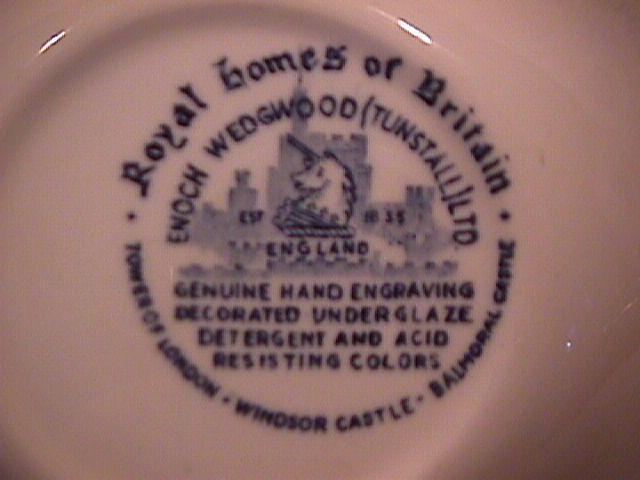 Royal homes of Britain
ENOCH WEDGWOOD (TUNSTALL) LTD
EST 1835
ENGLAND
GENUINE HAND ENGRAVING
DECORATED UNDERGLAZE
DETERGENT AND ACID
RESISTING COLORS
TOWER OF LONDON • WINDSOR CASTLE • BALMORAL CASTLE